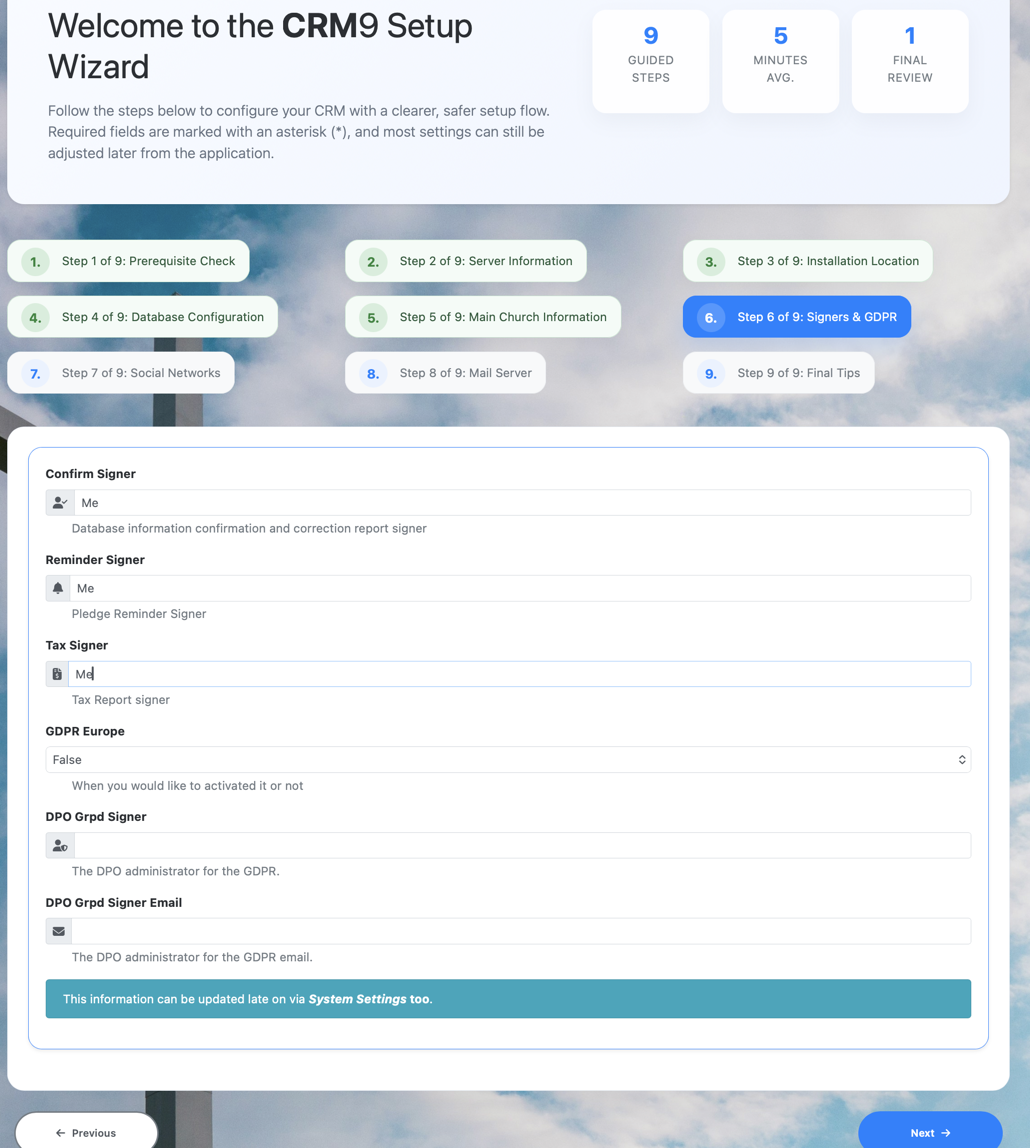 Welcome to the CRM9 Setup
Wizard
Follow the steps below to configure your CRM with a clearer, safer setup flow.
Required fields are marked with an asterisk (*), and most settings can still be
adjusted later from the application.
9
GUIDED
STEPS
5
MINUTES
AVG.
1
FINAL
REVIEW
1. Step 1 of 9: Prerequisite Check
2. Step 2 of 9: Server Information
3. Step 3 of 9: Installation Location
4. Step 4 of 9: Database Configuration
5. Step 5 of 9: Main Church Information
6. Step 6 of 9: Signers & GDPR
7. Step 7 of 9: Social Networks
8. Step 8 of 9: Mail Server
9. Step 9 of 9: Final Tips
Confirm Signer
Me
Database information confirmation and correction report signer
Reminder Signer
Me
Pledge Reminder Signer
Tax Signer
Me
Tax Report signer
GDPR Europe
False
When you would like to activated it or not
DPO Grpd Signer
The DPO administrator for the GDPR.
DPO Grpd Signer Email
The DPO administrator for the GDPR email.
This information can be updated late on via System Settings too.
← Previous
Next →